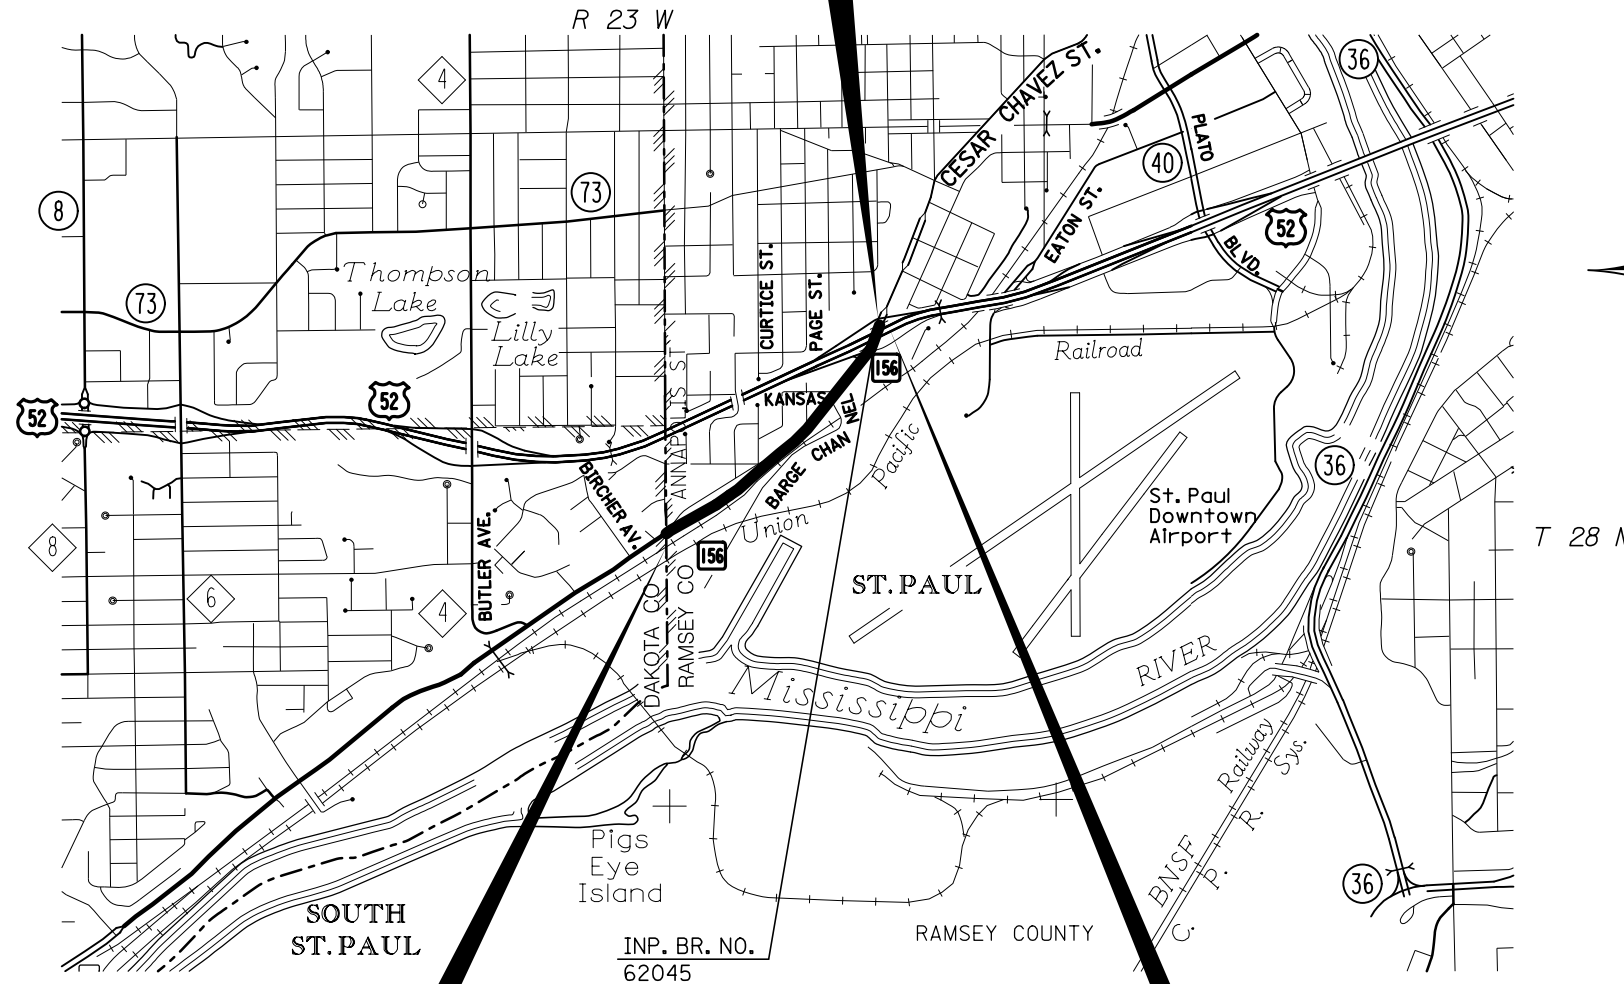 R 23 W
4
36
CESAR CHAVEZ ST.
PLATO
40
73
8
EATON ST.
52
BLVD.
Thompson
Lake
73
Lilly
Lake
CURTICE ST.
PAGE ST.
Railroad
156
52
52
ANNAPOLIS ST
KANSAS
BARGE CHAN NEL
Pacific
36
BIRCHER AV.
St. Paul
Downtown
Airport
BUTLER AVE.
Union
156
8
T 28 N
ST. PAUL
6
4
DAKOTA CO
RAMSEY CO
RIVER
Mississippi
Railway
Sys.
Pigs
Eye
Island
BNSF
C. P. R.
36
SOUTH
ST. PAUL
RAMSEY COUNTY
INP. BR. NO.
62045